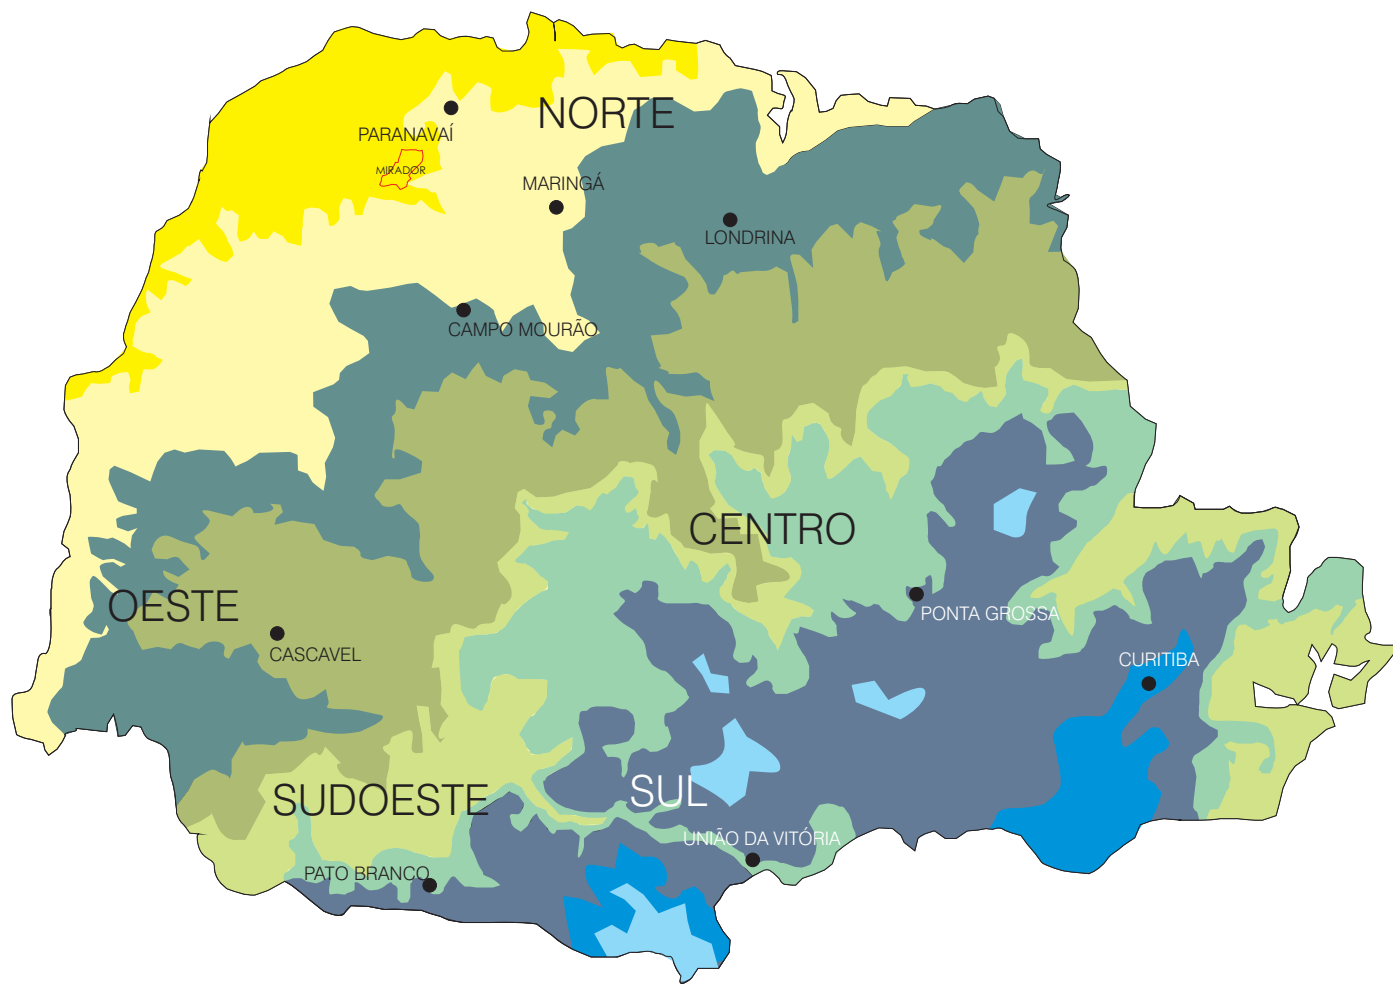 NORTE
PARANAVAÍ
MIRADOR
MARINGÁ
LONDRINA
CAMPO MOURÃO
CENTRO
OESTE
PONTA GROSSA
CASCAVEL
CURITIBA
SUDOESTE
SUL
UNIÃO DA VITÓRIA
PATO BRANCO